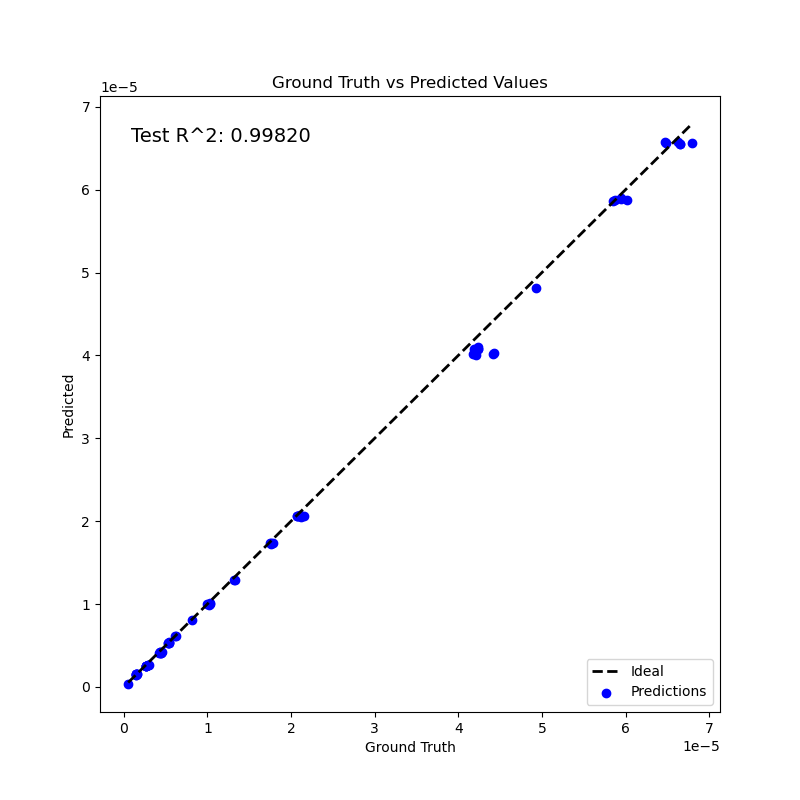 Ground Truth vs Predicted Values
1e−5
Test R^2: 0.99820
7
6
5
4
3
2
1
0
Predicted
Ideal
Predictions
0 1 2 3 4 5 6 7
Ground Truth
1e−5